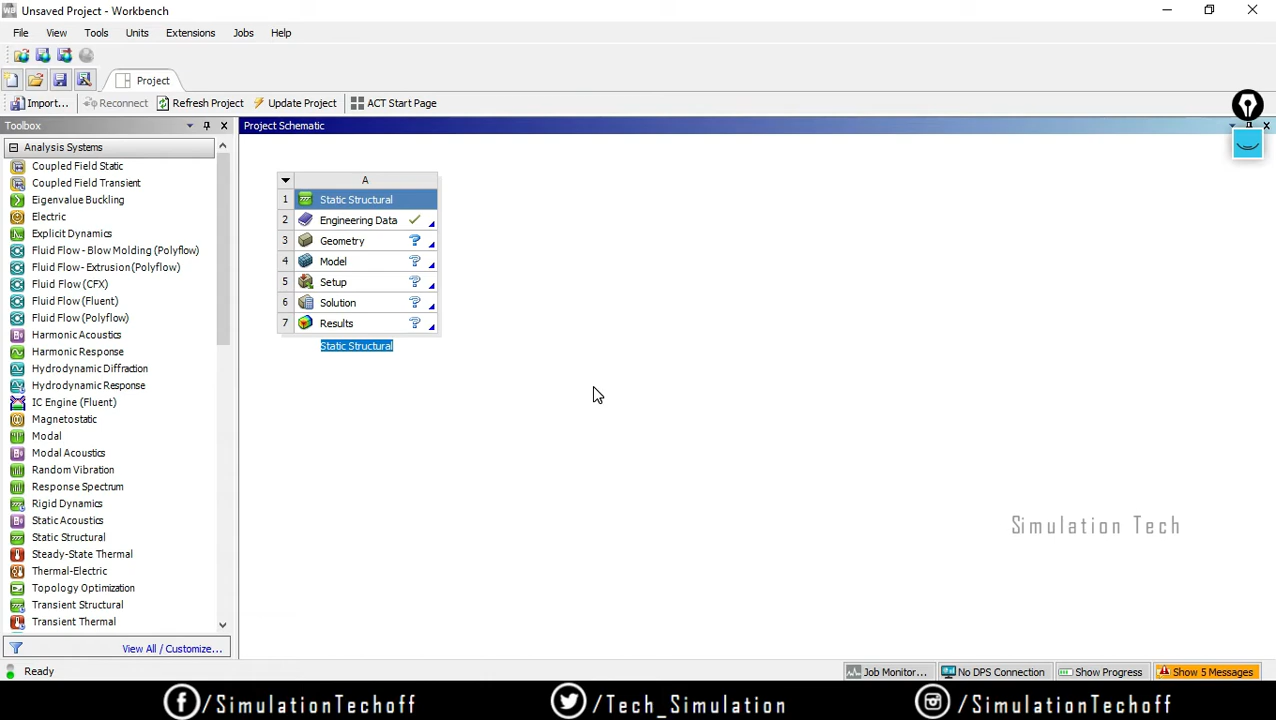 Unsaved Project - Workbench
File View Tools Units Extensions Jobs Help
Project
Import... Reconnect Refresh Project Update Project ACT Start Page
Toolbox
Project Schematic
Analysis Systems
Coupled Field Static
Coupled Field Transient
Eigenvalue Buckling
Electric
Explicit Dynamics
Fluid Flow - Blow Molding (Polyflow)
Fluid Flow - Extrusion (Polyflow)
Fluid Flow (CFX)
Fluid Flow (Fluent)
Fluid Flow (Polyflow)
Harmonic Acoustics
Harmonic Response
Hydrodynamic Diffraction
Hydrodynamic Response
IC Engine (Fluent)
Magnetostatic
Modal
Modal Acoustics
Random Vibration
Response Spectrum
Rigid Dynamics
Static Acoustics
Static Structural
Steady-State Thermal
Thermal-Electric
Topology Optimization
Transient Structural
Transient Thermal
View All / Customize...
A
1 Static Structural
2 Engineering Data
3 Geometry ?
4 Model ?
5 Setup ?
6 Solution ?
7 Results ?
Static Structural
Simulation Tech
Ready
Job Monitor... No DPS Connection Show Progress Show 5 Messages
/SimulationTechoff /Tech_Simulation /SimulationTechoff